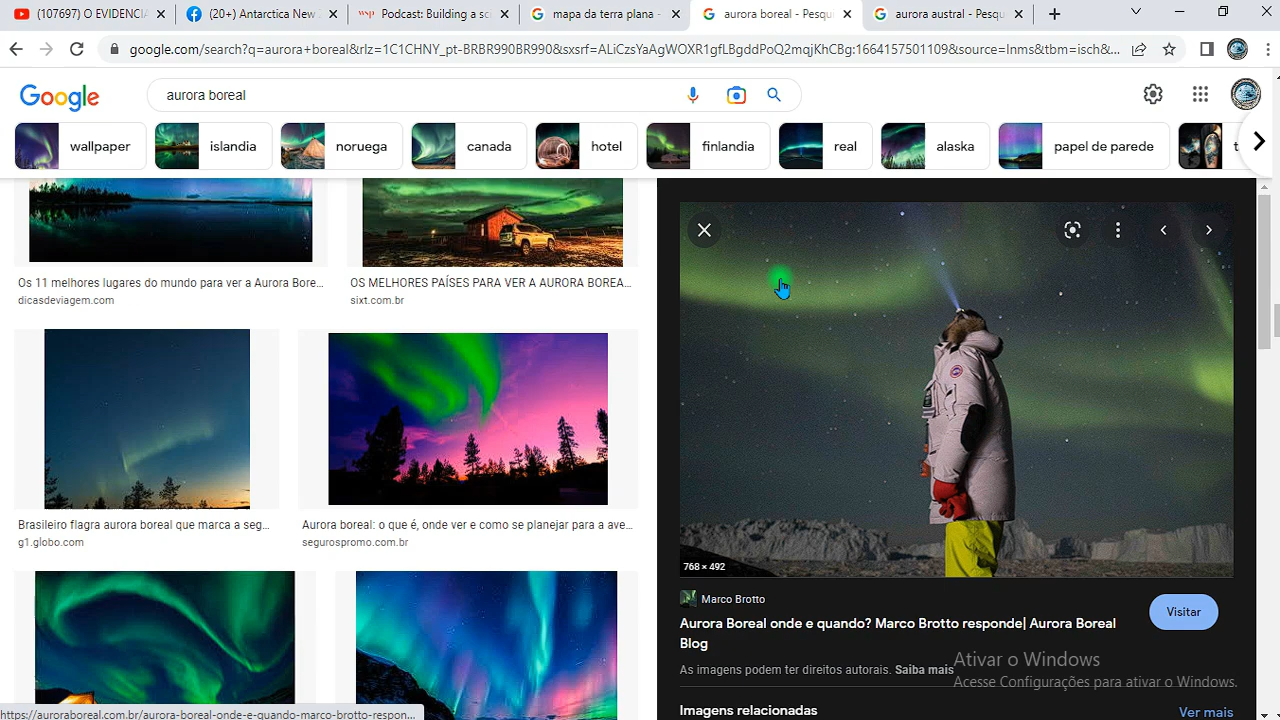 (107697) O EVIDENCIA
(20+) Antarctica New
wsp Podcast: Building a sc
mapa da terra plana -
aurora boreal - Pesqui
aurora austral - Pesqu
google.com/search?q=aurora+boreal&rlz=1C1CHNY_pt-BRBR990BR990&sxsrf=ALiCzsYaAgWOXR1gfLBgddPoQ2mqjKhCBg:1664157501109&source=lnms&tbm=isch&...
Google
aurora boreal
wallpaper
islandia
noruega
canada
hotel
finlandia
real
alaska
papel de parede
Os 11 melhores lugares do mundo para ver a Aurora Bore...
dicasdeviagem.com
OS MELHORES PAÍSES PARA VER A AURORA BOREA...
sixt.com.br
Brasileiro flagra aurora boreal que marca a seg...
g1.globo.com
Aurora boreal: o que é, onde ver e como se planejar para a ave...
segurospromo.com.br
768 × 492
Marco Brotto
Aurora Boreal onde e quando? Marco Brotto responde| Aurora Boreal
Blog
Visitar
As imagens podem ter direitos autorais. Saiba mais
Ativar o Windows
Acesse Configurações para ativar o Windows.
Imagens relacionadas
Ver mais
https://auroraboreal.com.br/aurora-boreal-onde-e-quando-marco-brotto-respon...